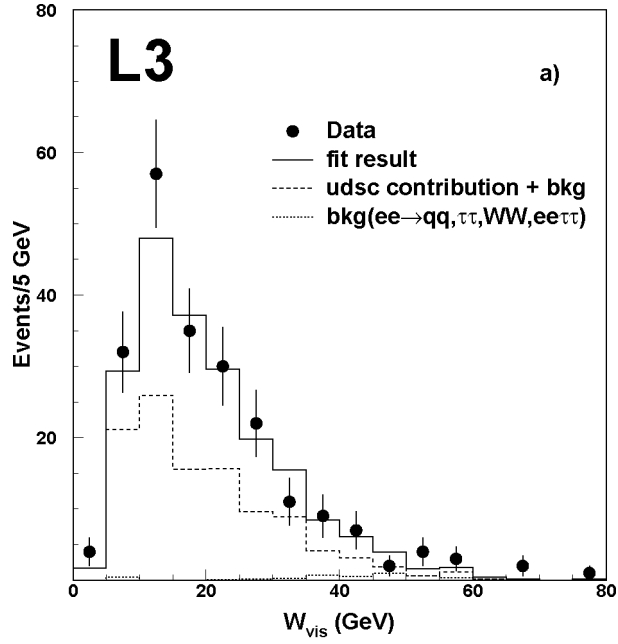 80
L3
a)
Data
60
fit result
udsc contribution + bkg
bkg(ee→qq,ττ,WW,eeττ)
40
Events/5 GeV
20
0 20 40 60 80
W_vis (GeV)